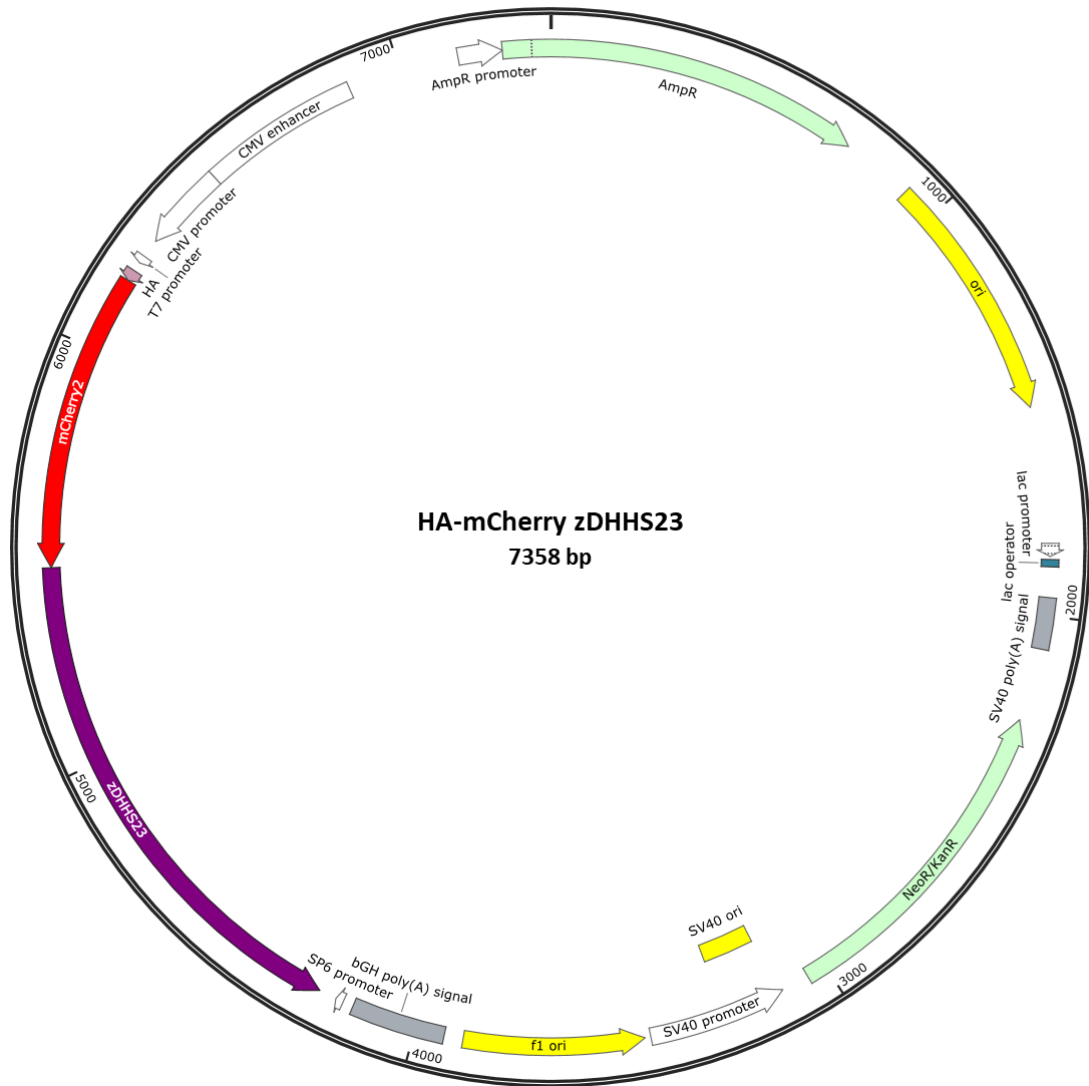 7000
AmpR promoter
AmpR
CMV enhancer
1000
CMV promoter
HA
T7 promoter
ori
6000
mCherry2
lac promoter
HA-mCherry zDHHS23
7358 bp
lac operator
2000
SV40 poly(A) signal
5000
zDHHS23
NeoR/KanR
SV40 ori
SP6 promoter
bGH poly(A) signal
3000
SV40 promoter
f1 ori
4000